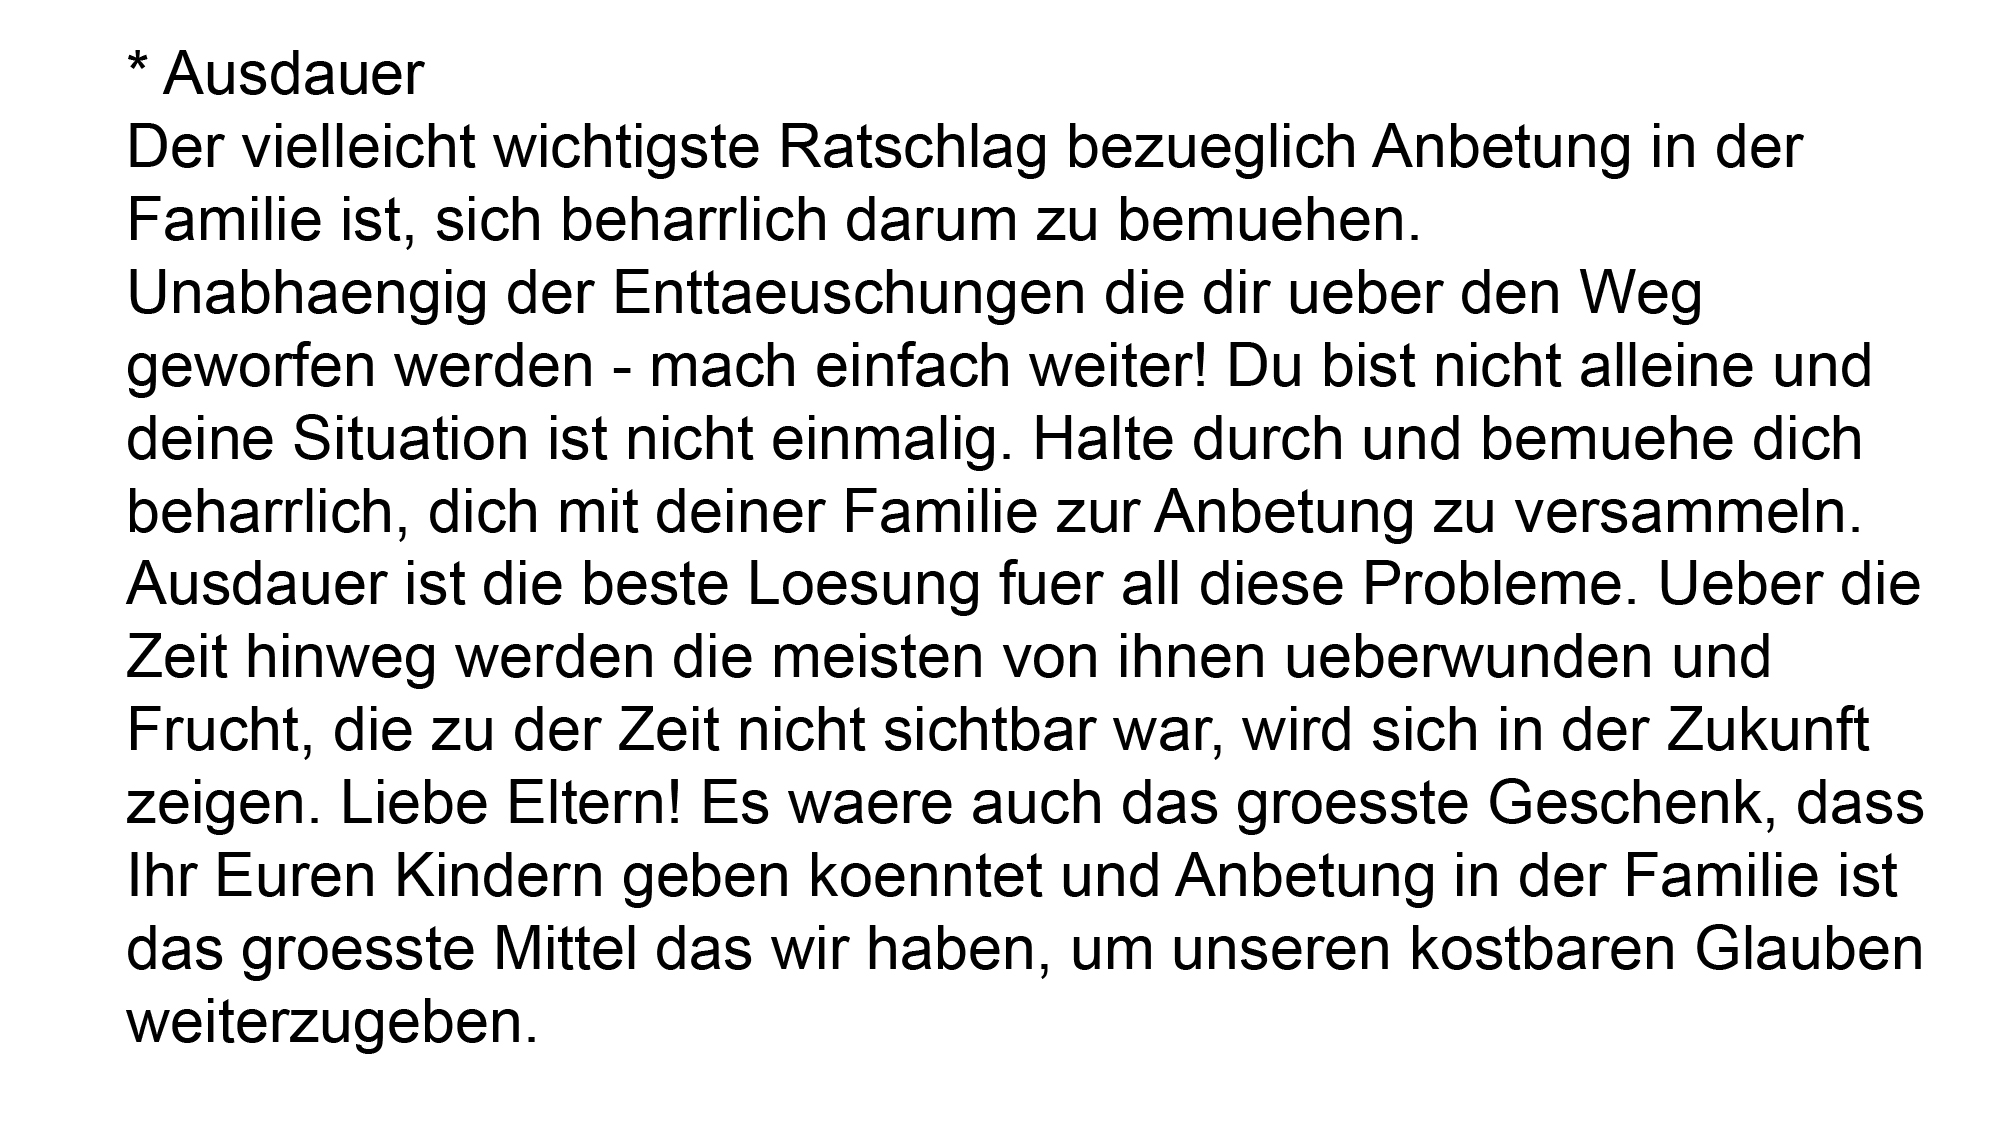 * Ausdauer
Der vielleicht wichtigste Ratschlag bezueglich Anbetung in der
Familie ist, sich beharrlich darum zu bemuehen.
Unabhaengig der Enttaeuschungen die dir ueber den Weg
geworfen werden - mach einfach weiter! Du bist nicht alleine und
deine Situation ist nicht einmalig. Halte durch und bemuehe dich
beharrlich, dich mit deiner Familie zur Anbetung zu versammeln.
Ausdauer ist die beste Loesung fuer all diese Probleme. Ueber die
Zeit hinweg werden die meisten von ihnen ueberwunden und
Frucht, die zu der Zeit nicht sichtbar war, wird sich in der Zukunft
zeigen. Liebe Eltern! Es waere auch das groesste Geschenk, dass
Ihr Euren Kindern geben koenntet und Anbetung in der Familie ist
das groesste Mittel das wir haben, um unseren kostbaren Glauben
weiterzugeben.